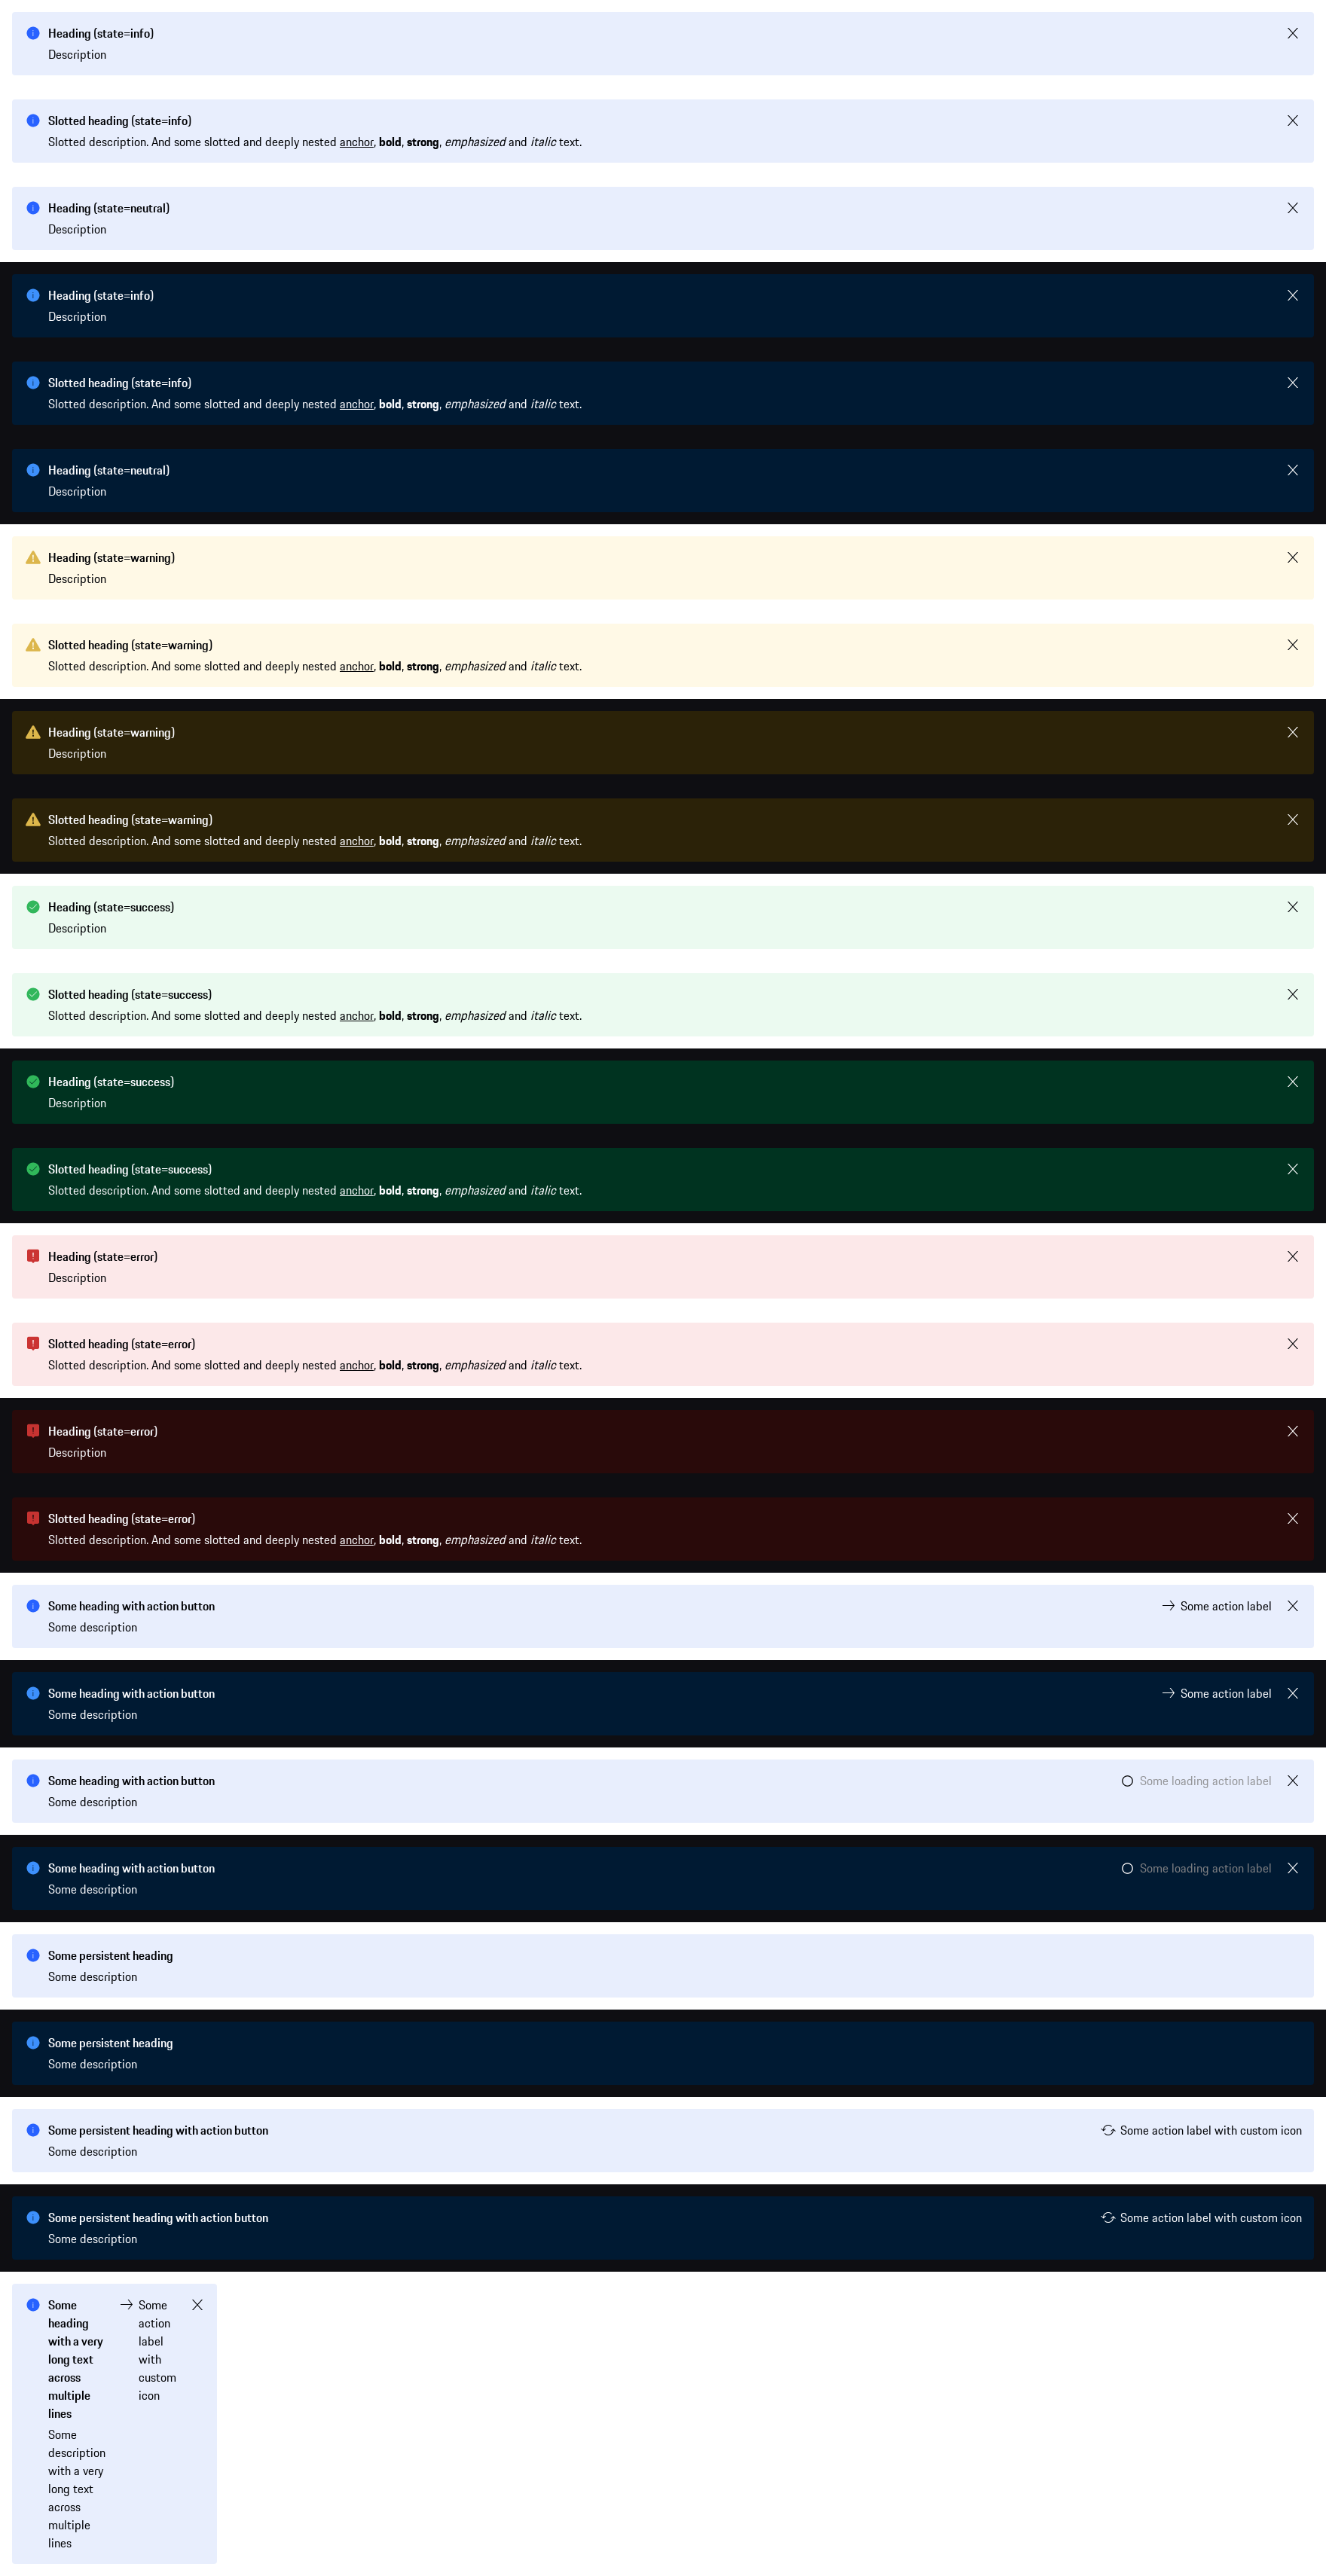 Heading (state=info)
Description
Slotted heading (state=info)
Slotted description. And some slotted and deeply nested anchor, bold, strong, emphasized and italic text.
Heading (state=neutral)
Description
Heading (state=info)
Description
Slotted heading (state=info)
Slotted description. And some slotted and deeply nested anchor, bold, strong, emphasized and italic text.
Heading (state=neutral)
Description
Heading (state=warning)
Description
Slotted heading (state=warning)
Slotted description. And some slotted and deeply nested anchor, bold, strong, emphasized and italic text.
Heading (state=warning)
Description
Slotted heading (state=warning)
Slotted description. And some slotted and deeply nested anchor, bold, strong, emphasized and italic text.
Heading (state=success)
Description
Slotted heading (state=success)
Slotted description. And some slotted and deeply nested anchor, bold, strong, emphasized and italic text.
Heading (state=success)
Description
Slotted heading (state=success)
Slotted description. And some slotted and deeply nested anchor, bold, strong, emphasized and italic text.
Heading (state=error)
Description
Slotted heading (state=error)
Slotted description. And some slotted and deeply nested anchor, bold, strong, emphasized and italic text.
Heading (state=error)
Description
Slotted heading (state=error)
Slotted description. And some slotted and deeply nested anchor, bold, strong, emphasized and italic text.
Some heading with action button
Some description
Some action label
Some heading with action button
Some description
Some action label
Some heading with action button
Some description
Some loading action label
Some heading with action button
Some description
Some loading action label
Some persistent heading
Some description
Some persistent heading
Some description
Some persistent heading with action button
Some description
Some action label with custom icon
Some persistent heading with action button
Some description
Some action label with custom icon
Some
heading
with a very
long text
across
multiple
lines
Some
description
with a very
long text
across
multiple
lines
Some
action
label
with
custom
icon